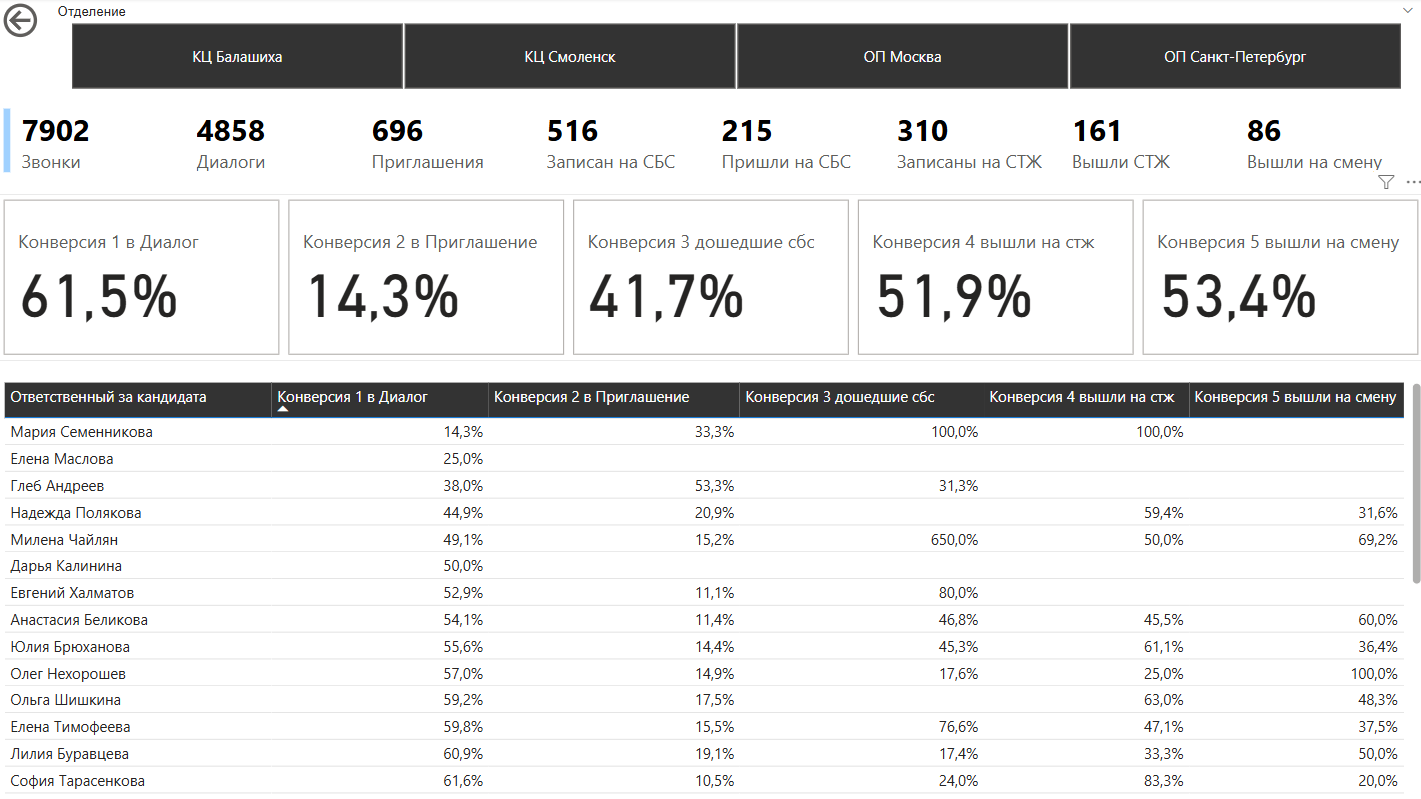 Отделение
КЦ Балашиха КЦ Смоленск ОП Москва ОП Санкт-Петербург
7902 4858 696 516 215 310 161 86
Звонки Диалоги Приглашения Записан на СБС Пришли на СБС Записаны на СТЖ Вышли СТЖ Вышли на смену
Конверсия 1 в Диалог Конверсия 2 в Приглашение Конверсия 3 дошедшие сбс Конверсия 4 вышли на стж Конверсия 5 вышли на смену
61,5% 14,3% 41,7% 51,9% 53,4%
Ответственный за кандидата Конверсия 1 в Диалог Конверсия 2 в Приглашение Конверсия 3 дошедшие сбс Конверсия 4 вышли на стж Конверсия 5 вышли на смену
Мария Семенникова 14,3% 33,3% 100,0% 100,0%
Елена Маслова 25,0%
Глеб Андреев 38,0% 53,3% 31,3%
Надежда Полякова 44,9% 20,9% 59,4% 31,6%
Милена Чайлян 49,1% 15,2% 650,0% 50,0% 69,2%
Дарья Калинина 50,0%
Евгений Халматов 52,9% 11,1% 80,0%
Анастасия Беликова 54,1% 11,4% 46,8% 45,5% 60,0%
Юлия Брюханова 55,6% 14,4% 45,3% 61,1% 36,4%
Олег Нехорошев 57,0% 14,9% 17,6% 25,0% 100,0%
Ольга Шишкина 59,2% 17,5% 63,0% 48,3%
Елена Тимофеева 59,8% 15,5% 76,6% 47,1% 37,5%
Лилия Буравцева 60,9% 19,1% 17,4% 33,3% 50,0%
София Тарасенкова 61,6% 10,5% 24,0% 83,3% 20,0%